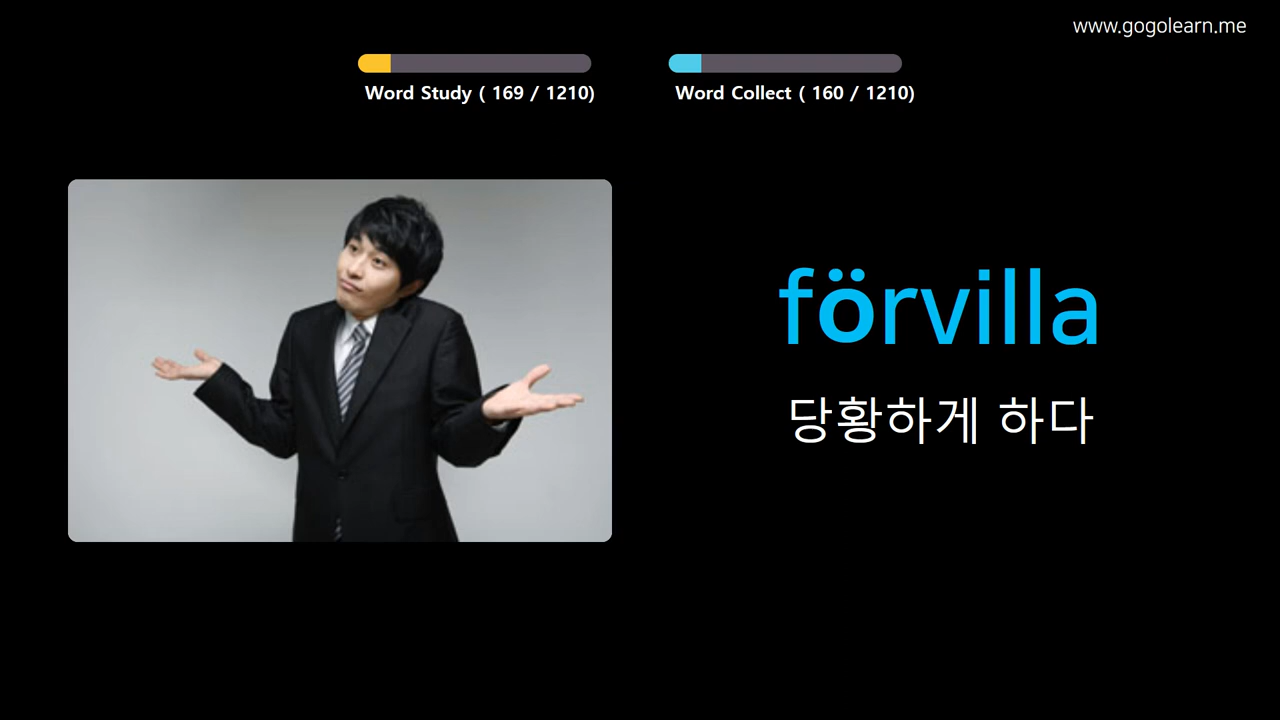 www.gogolearn.me
Word Study ( 169 / 1210)
Word Collect ( 160 / 1210)
förvilla
당황하게 하다